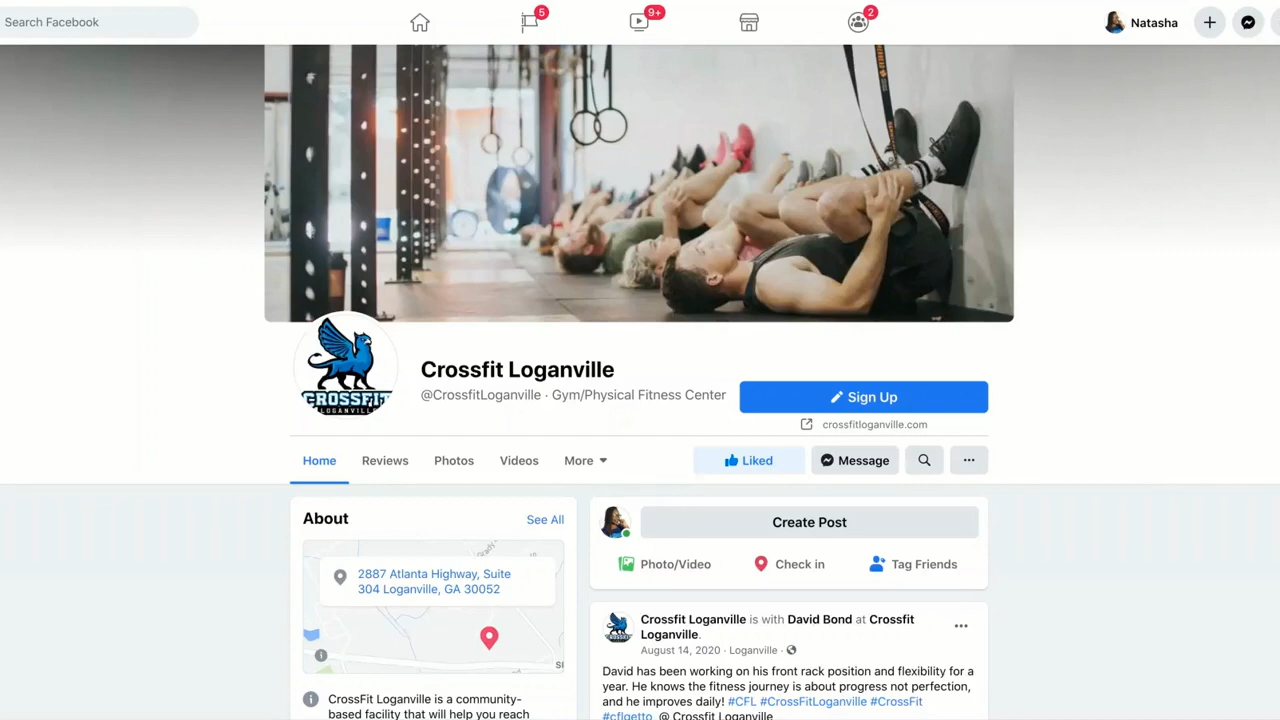 Search Facebook
5
9+
2
Natasha
CROSSFIT
LOGANVILLE
Crossfit Loganville
@CrossfitLoganville · Gym/Physical Fitness Center
Sign Up
crossfitloganville.com
Home
Reviews
Photos
Videos
More
Liked
Message
About
See All
2887 Atlanta Highway, Suite
304 Loganville, GA 30052
CrossFit Loganville is a community-
based facility that will help you reach
Create Post
Photo/Video
Check in
Tag Friends
Crossfit Loganville is with David Bond at Crossfit
Loganville.
August 14, 2020 · Loganville ·
David has been working on his front rack position and flexibility for a
year. He knows the fitness journey is about progress not perfection,
and he improves daily! #CFL #CrossFitLoganville #CrossFit
#cflgetto @ Crossfit Loganville